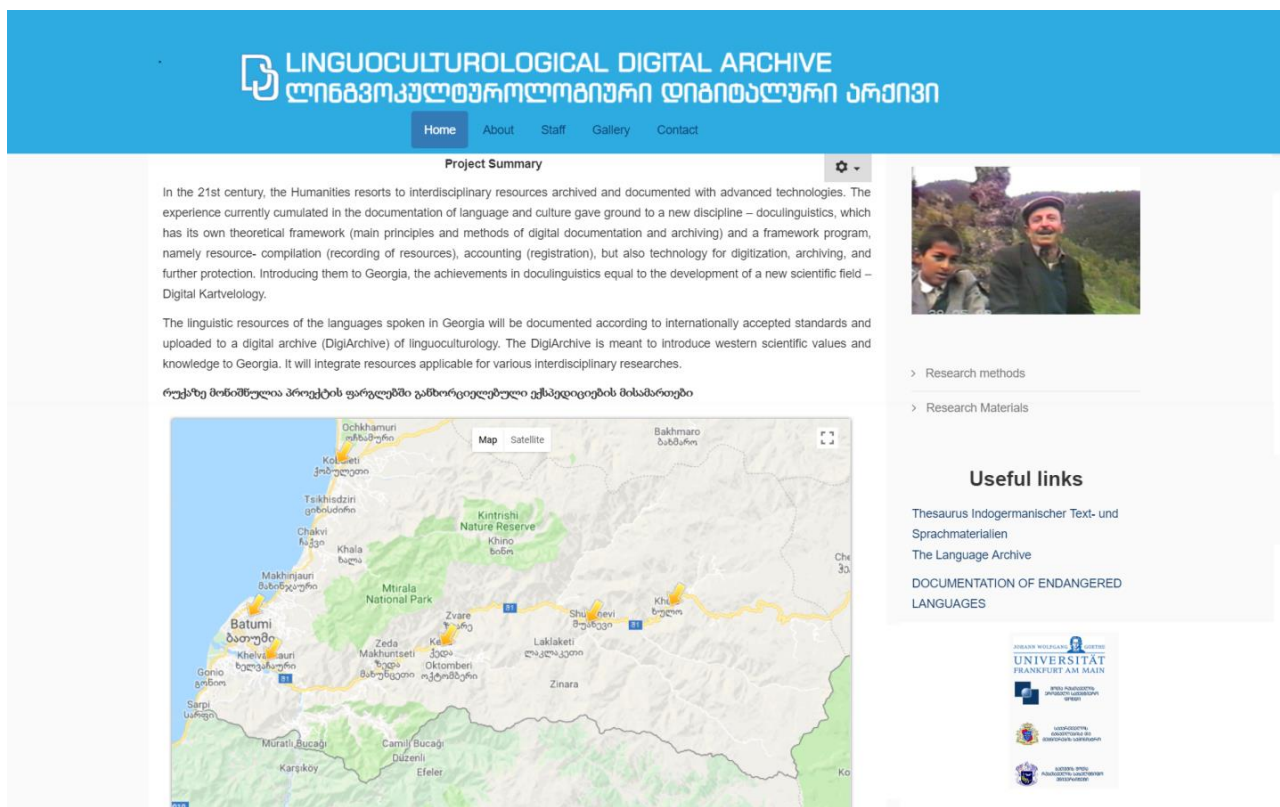 LINGUOCULTUROLOGICAL DIGITAL ARCHIVE
ლინგვოკულტუროლოგიური დიგიტალური არქივი
Home About Staff Gallery Contact
Project Summary
In the 21st century, the Humanities resorts to interdisciplinary resources archived and documented with advanced technologies. The
experience currently cumulated in the documentation of language and culture gave ground to a new discipline – doculinguistics, which
has its own theoretical framework (main principles and methods of digital documentation and archiving) and a framework program,
namely resource- compilation (recording of resources), accounting (registration), but also technology for digitization, archiving, and
further protection. Introducing them to Georgia, the achievements in doculinguistics equal to the development of a new scientific field –
Digital Kartvelology.
The linguistic resources of the languages spoken in Georgia will be documented according to internationally accepted standards and
uploaded to a digital archive (DigiArchive) of linguoculturology. The DigiArchive is meant to introduce western scientific values and
knowledge to Georgia. It will integrate resources applicable for various interdisciplinary researches.
რუქაზე მონიშნულია პროექტის ფარგლებში განხორციელებული ექსპედიციების მისამართები
Map Satellite
Ochkhamuri
ოჩხამური
Bakhmaro
ბახმარო
ქობულეთი
Tsikhisdziri
ციხისძირი
Kintrishi
Nature Reserve
Chakvi
ჩაქვი
Khino
ხინო
Khala
ხალა
Makhinjauri
მახინჯაური
Mtirala
National Park
Batumi
ბათუმი
Zvare
81
შუახევი
81
ხულო
ხელვაჩაური
Zeda
Makhuntseti
ზედა
მახუნცეთი
ქედა
Oktomberi
ოქტომბერი
Laklaketi
ლაკლაკეთი
Gonio
გონიო
81
Zinara
Sarpi
სარფი
Muratlı Bucağı
Camili Bucağı
Düzenli
Karşıköy
Efeler
Research methods
Research Materials
Useful links
Thesaurus Indogermanischer Text- und
Sprachmaterialien
The Language Archive
DOCUMENTATION OF ENDANGERED
LANGUAGES
JOHANN WOLFGANG GOETHE
UNIVERSITÄT
FRANKFURT AM MAIN